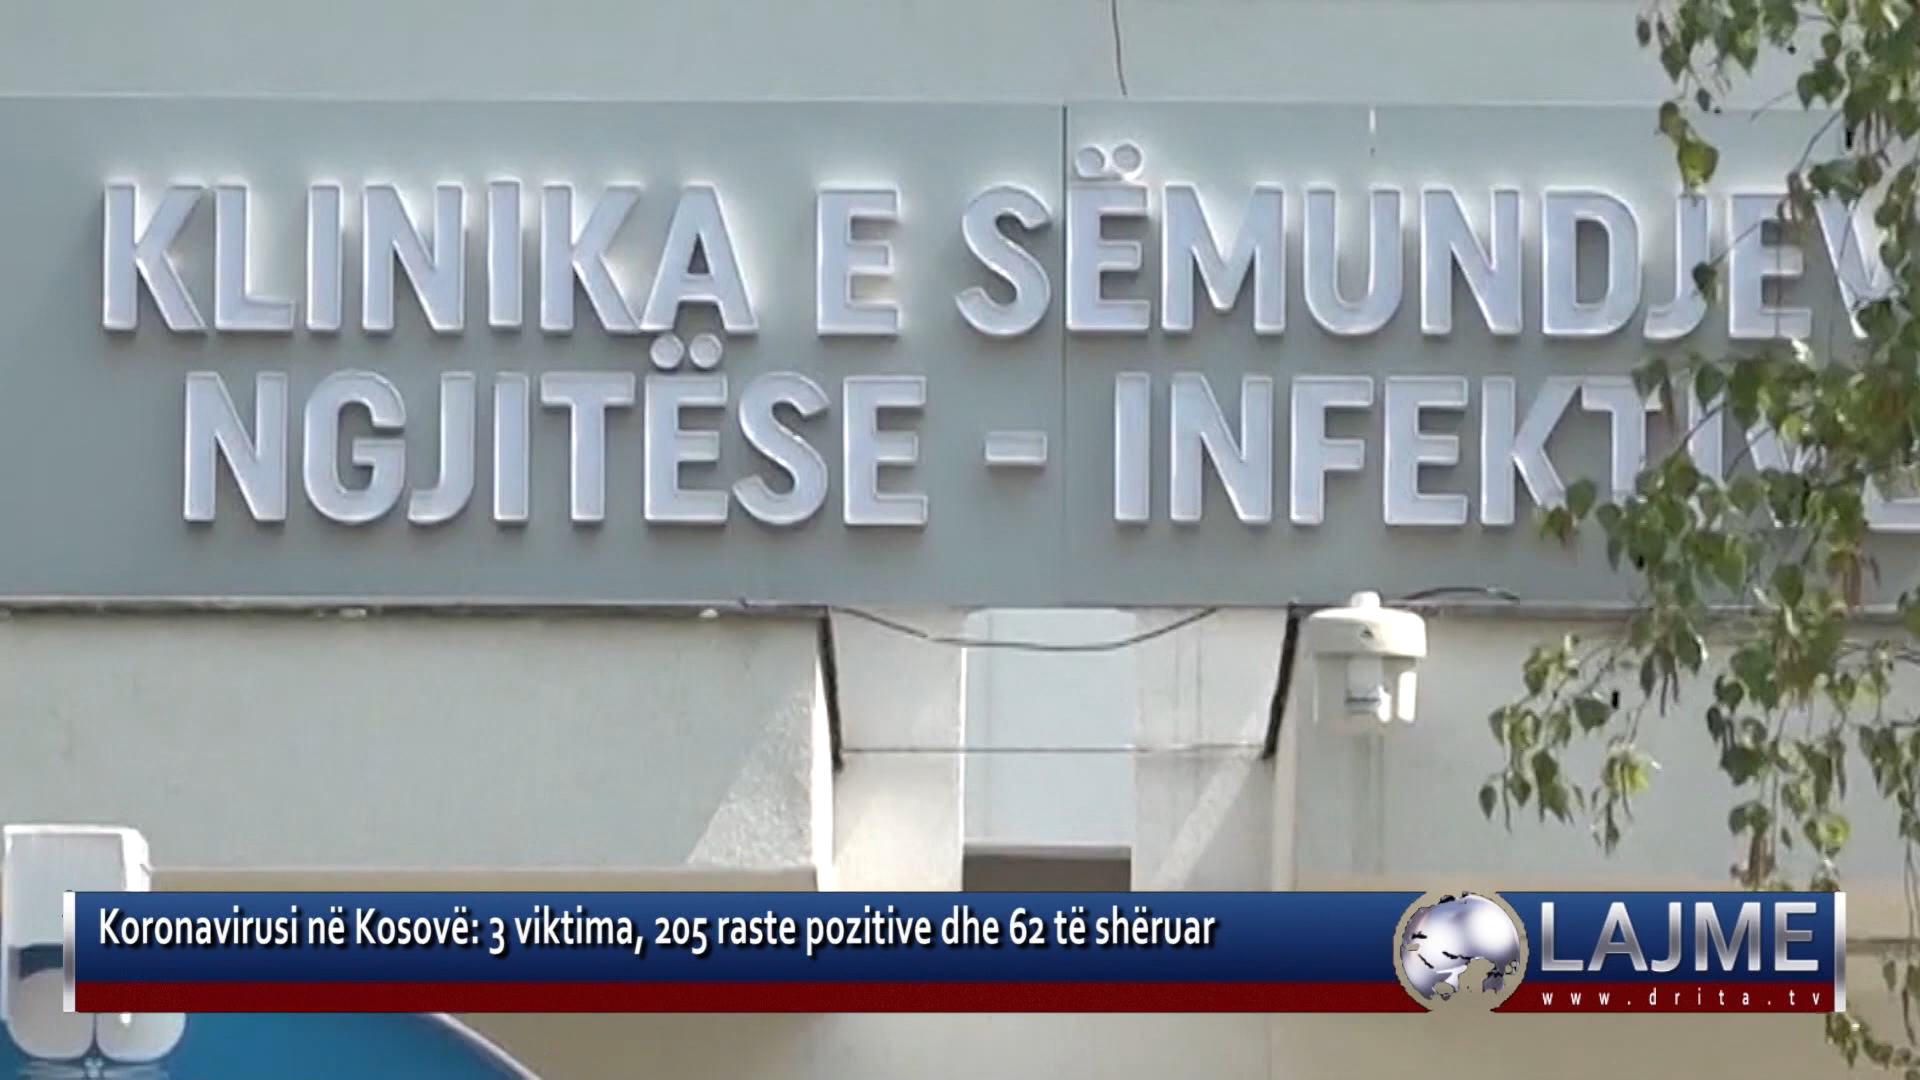 KLINIKA E SËMUNDJEV
NGJITËSE - INFEKTIVE
Koronavirusi në Kosovë: 3 viktima, 205 raste pozitive dhe 62 të shëruar
LAJME
www.drita.tv